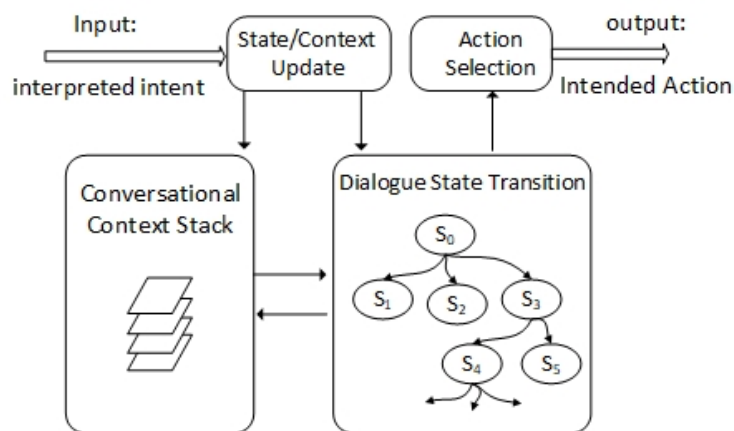 Input:
interpreted intent
State/Context
Update
Action
Selection
output:
Intended Action
Conversational
Context Stack
Dialogue State Transition
S₀
S₁
S₂
S₃
S₄
S₅